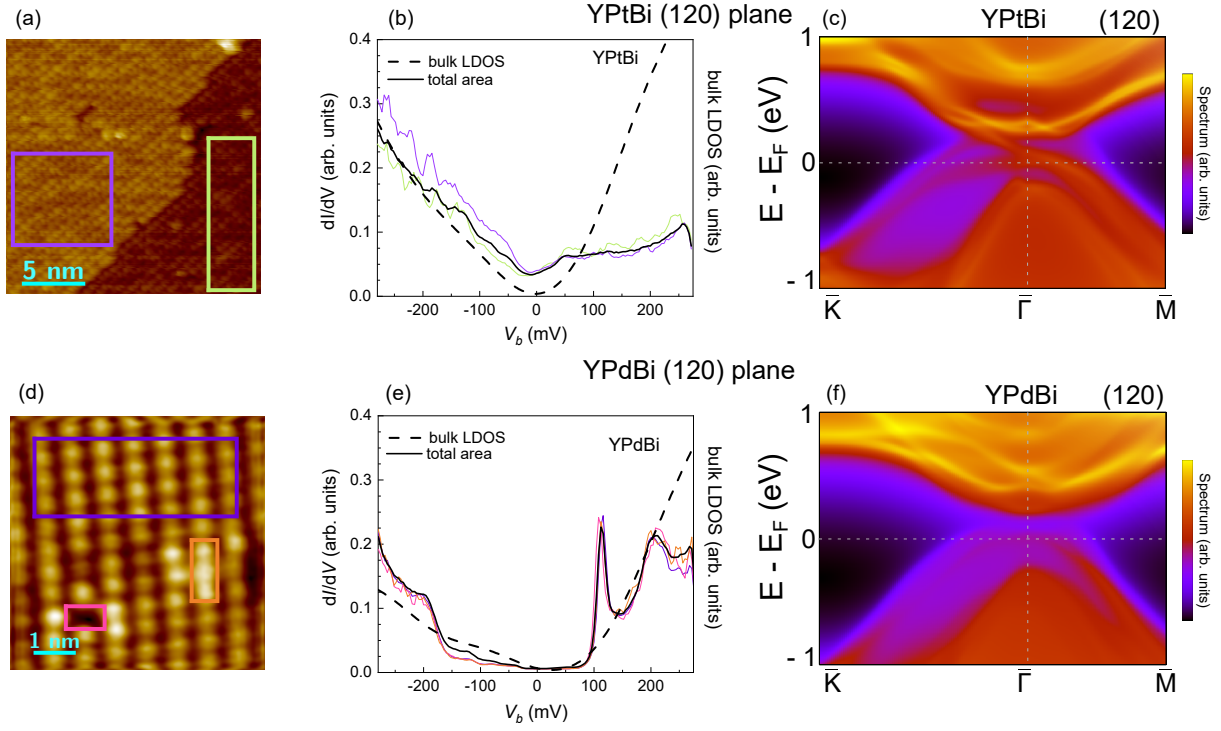 YPtBi (120) plane
(a)
5 nm
(b)
0.4
0.3
0.2
0.1
0.0
dI/dV (arb. units)
bulk LDOS
total area
YPtBi
bulk LDOS (arb. units)
-200
-100
0
100
200
V_b (mV)
(c)
YPtBi (120)
1
0
- 1
E - E_F (eV)
K̅
Γ̅
M̅
Spectrum (arb. units)
YPdBi (120) plane
(d)
1 nm
(e)
0.4
0.3
0.2
0.1
0.0
dI/dV (arb. units)
bulk LDOS
total area
YPdBi
bulk LDOS (arb. units)
-200
-100
0
100
200
V_b (mV)
(f)
YPdBi (120)
1
0
- 1
E - E_F (eV)
K̅
Γ̅
M̅
Spectrum (arb. units)